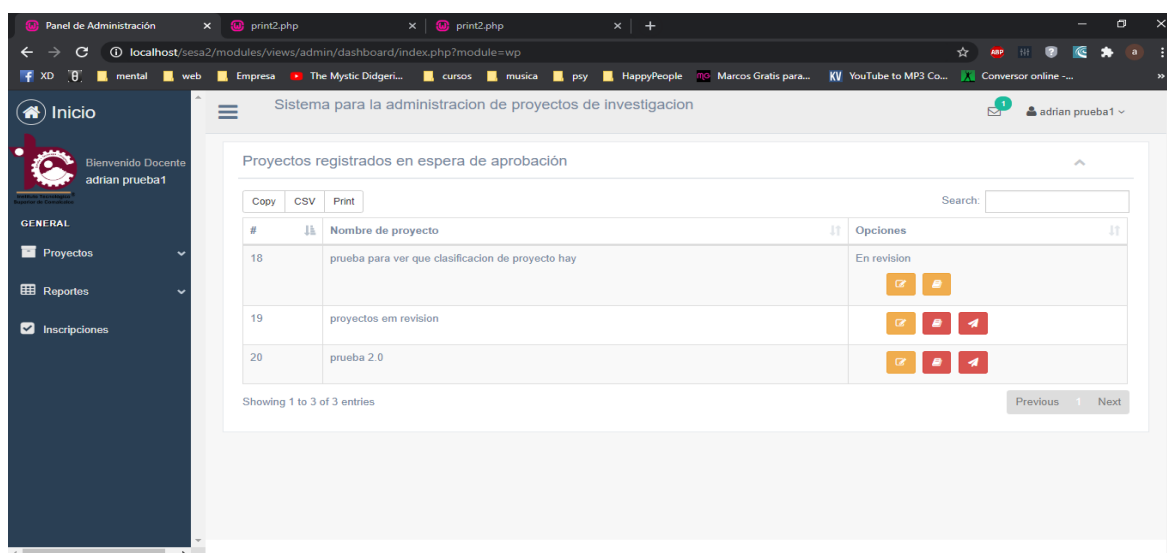 Panel de Administración
print2.php
print2.php
localhost/sesa2/modules/views/admin/dashboard/index.php?module=wp
ABP
a
XD
mental
web
Empresa
The Mystic Didgeri...
cursos
musica
psy
HappyPeople
MG Marcos Gratis para...
KV YouTube to MP3 Co...
X Conversor online -...
Inicio
Sistema para la administracion de proyectos de investigacion
1
adrian prueba1
Bienvenido Docente
adrian prueba1
GENERAL
Proyectos
Reportes
Inscripciones
Proyectos registrados en espera de aprobación
Copy CSV Print
Search:
# Nombre de proyecto Opciones
18 prueba para ver que clasificacion de proyecto hay En revision
19 proyectos em revision
20 prueba 2.0
Showing 1 to 3 of 3 entries
Previous 1 Next